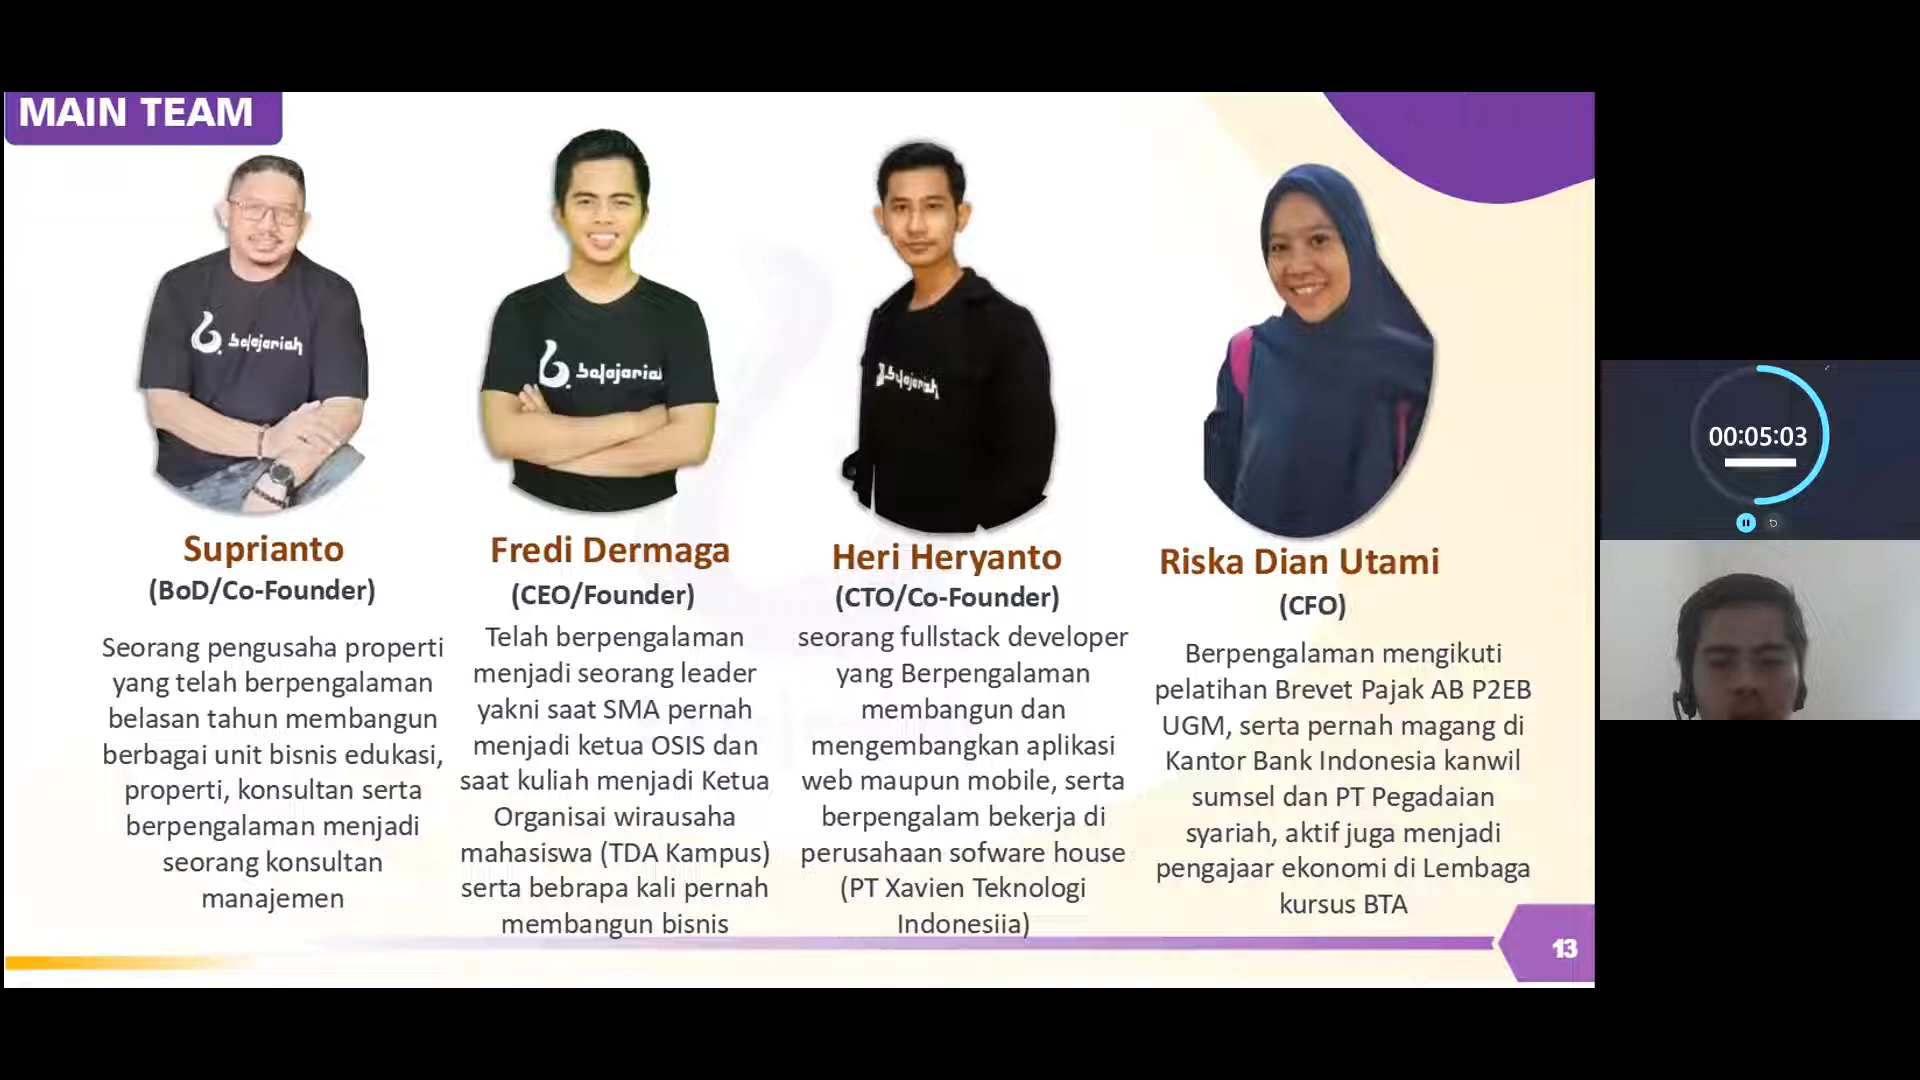 MAIN TEAM
belajariah
belajariah
belajariah
Suprianto
(BoD/Co-Founder)
Seorang pengusaha properti
yang telah berpengalaman
belasan tahun membangun
berbagai unit bisnis edukasi,
properti, konsultan serta
berpengalaman menjadi
seorang konsultan
manajemen
Fredi Dermaga
(CEO/Founder)
Telah berpengalaman
menjadi seorang leader
yakni saat SMA pernah
menjadi ketua OSIS dan
saat kuliah menjadi Ketua
Organisai wirausaha
mahasiswa (TDA Kampus)
serta bebrapa kali pernah
membangun bisnis
Heri Heryanto
(CTO/Co-Founder)
seorang fullstack developer
yang Berpengalaman
membangun dan
mengembangkan aplikasi
web maupun mobile, serta
berpengalam bekerja di
perusahaan sofware house
(PT Xavien Teknologi
Indonesiia)
Riska Dian Utami
(CFO)
Berpengalaman mengikuti
pelatihan Brevet Pajak AB P2EB
UGM, serta pernah magang di
Kantor Bank Indonesia kanwil
sumsel dan PT Pegadaian
syariah, aktif juga menjadi
pengajaar ekonomi di Lembaga
kursus BTA
13
00:05:03